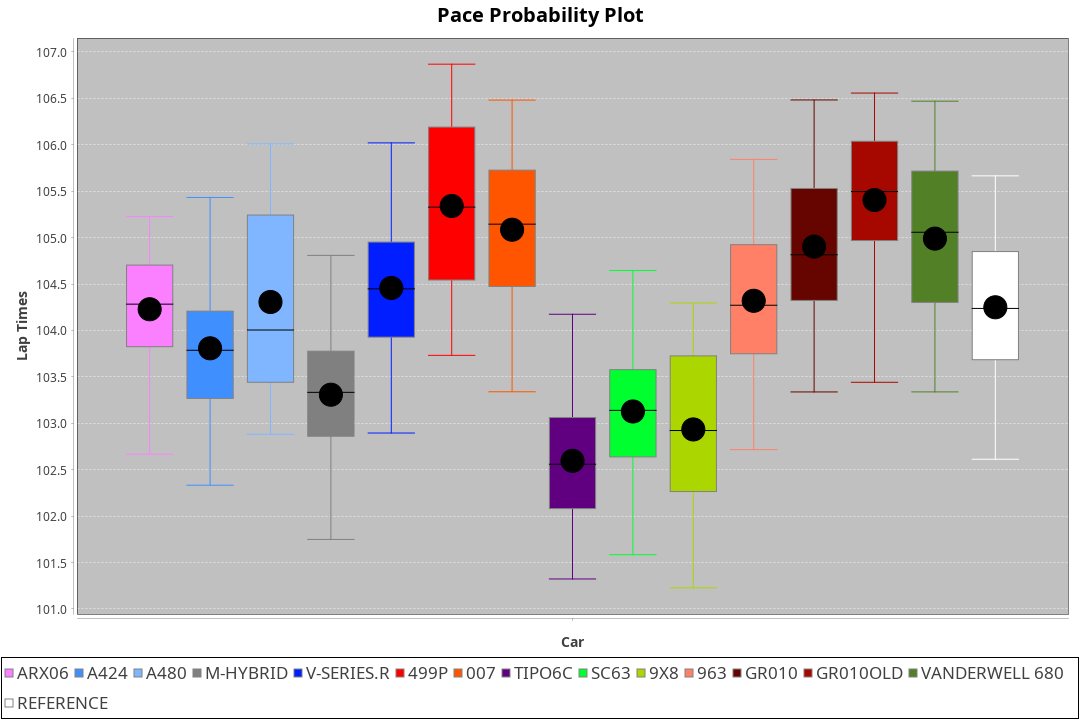 Pace Probability Plot
107.0
106.5
106.0
105.5
105.0
104.5
104.0
103.5
103.0
102.5
102.0
101.5
101.0
Lap Times
Car
ARX06 A424 A480 M-HYBRID V-SERIES.R 499P 007 TIPO6C SC63 9X8 963 GR010 GR010OLD VANDERWELL 680
REFERENCE